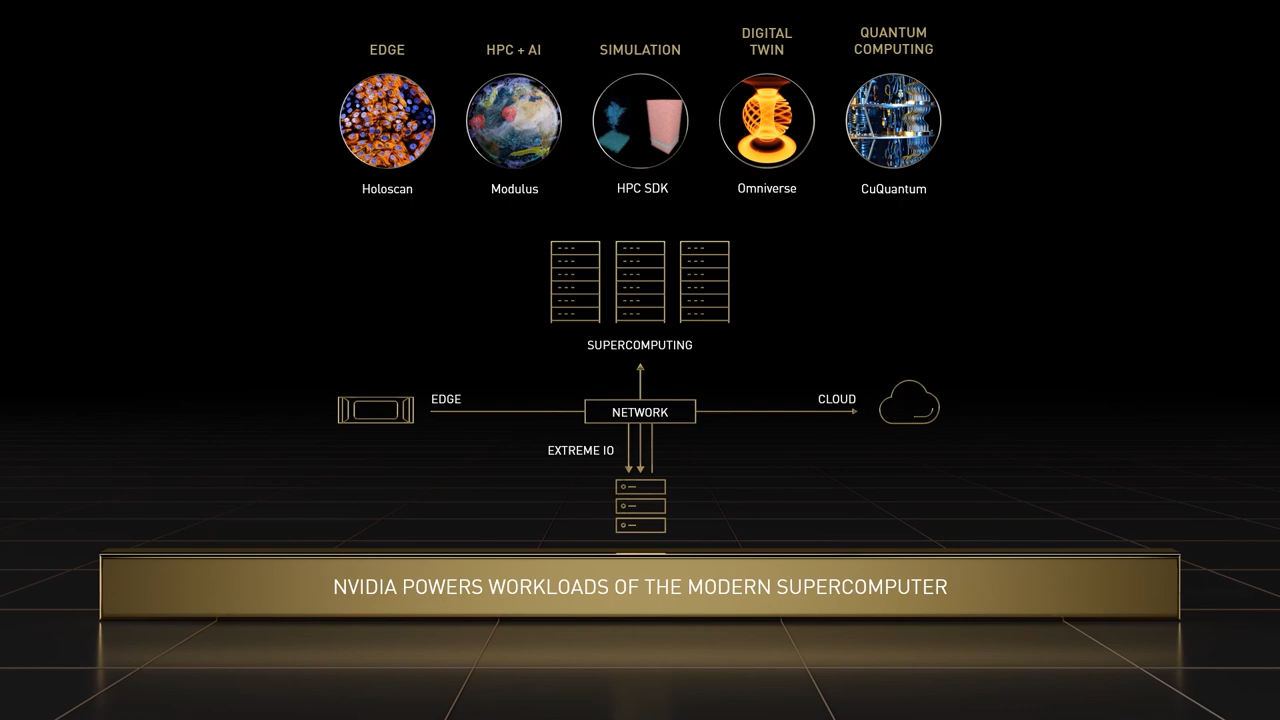 EDGE
HPC + AI
SIMULATION
DIGITAL
TWIN
QUANTUM
COMPUTING
Holoscan
Modulus
HPC SDK
Omniverse
CuQuantum
SUPERCOMPUTING
EDGE
NETWORK
CLOUD
EXTREME IO
NVIDIA POWERS WORKLOADS OF THE MODERN SUPERCOMPUTER